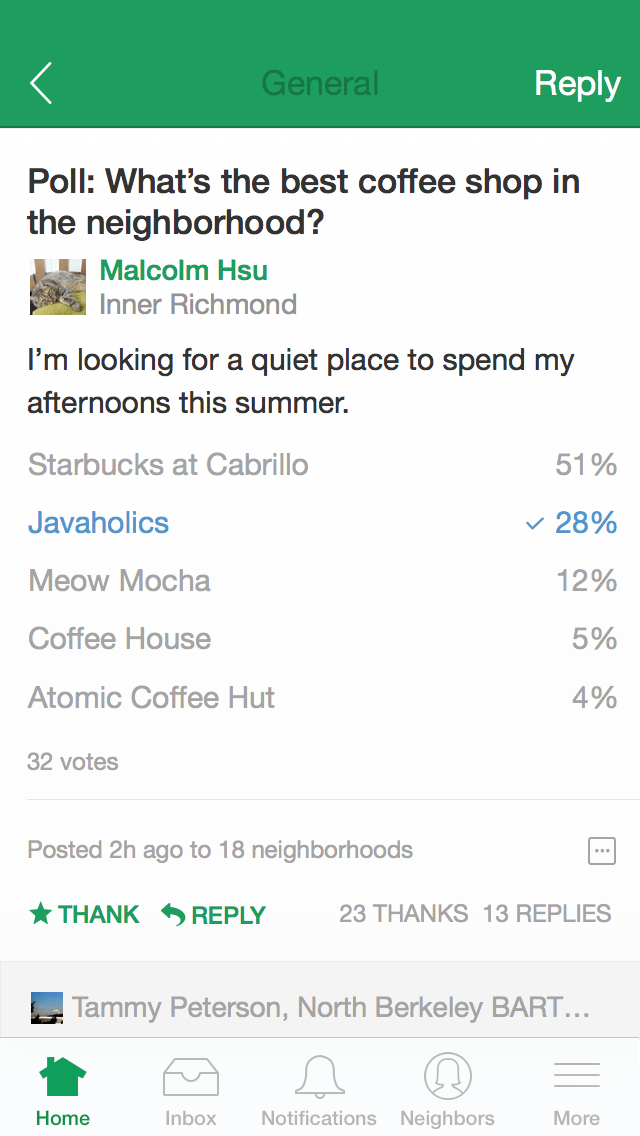 General
Reply
Poll: What's the best coffee shop in
the neighborhood?
Malcolm Hsu
Inner Richmond
I'm looking for a quiet place to spend my
afternoons this summer.
Starbucks at Cabrillo 51%
Javaholics 28%
Meow Mocha 12%
Coffee House 5%
Atomic Coffee Hut 4%
32 votes
Posted 2h ago to 18 neighborhoods
THANK REPLY 23 THANKS 13 REPLIES
Tammy Peterson, North Berkeley BART...
Home Inbox Notifications Neighbors More